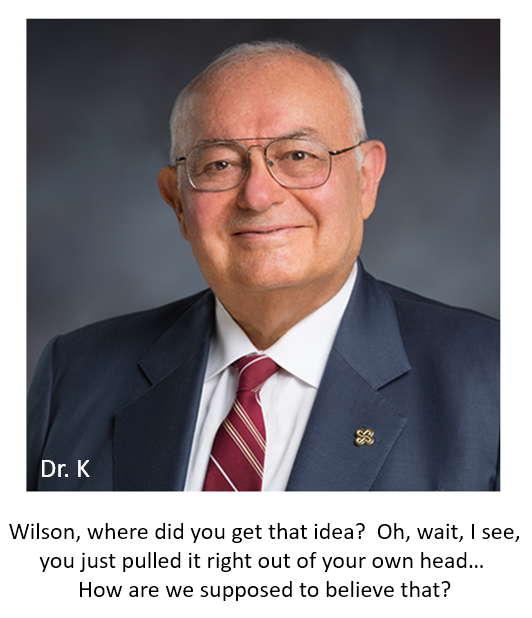 Dr. K
Wilson, where did you get that idea?  Oh, wait, I see,
you just pulled it right out of your own head…
How are we supposed to believe that?